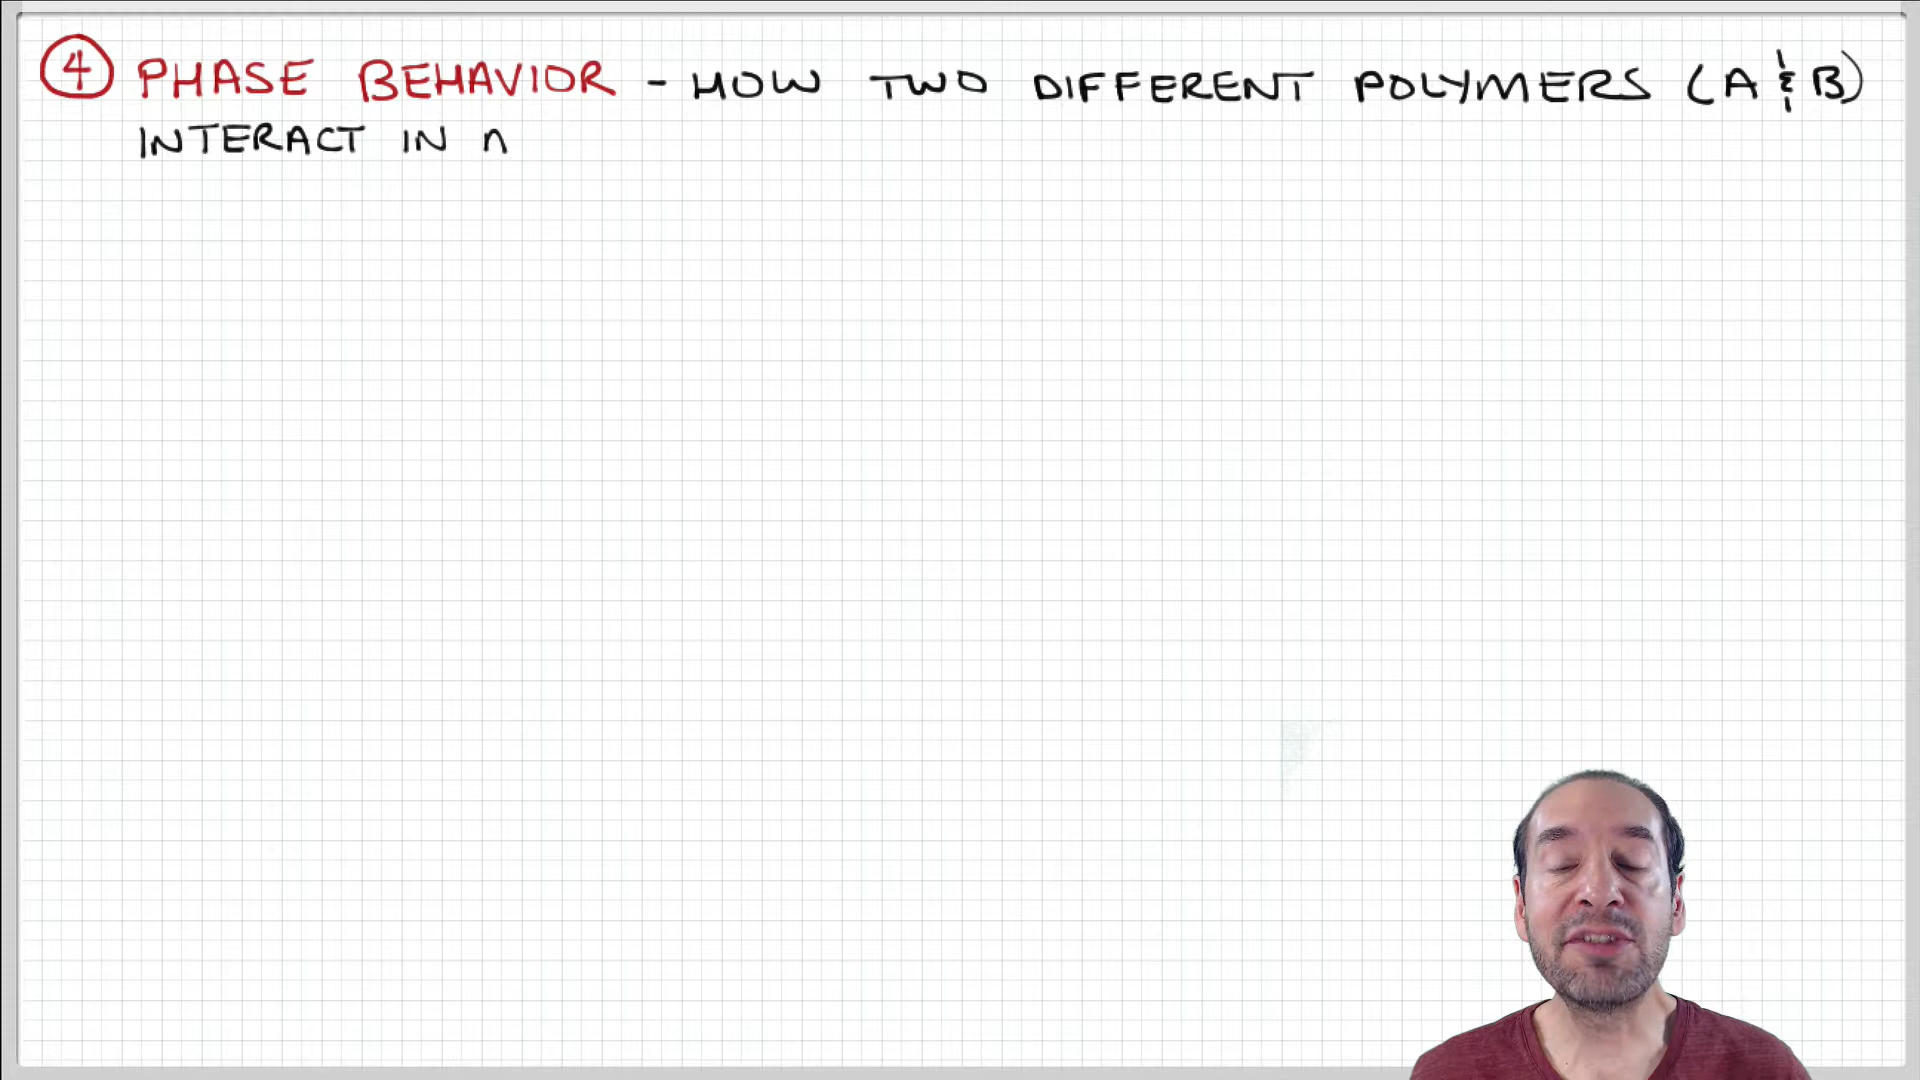 4 PHASE BEHAVIOR - HOW TWO DIFFERENT POLYMERS (A & B)
INTERACT IN n